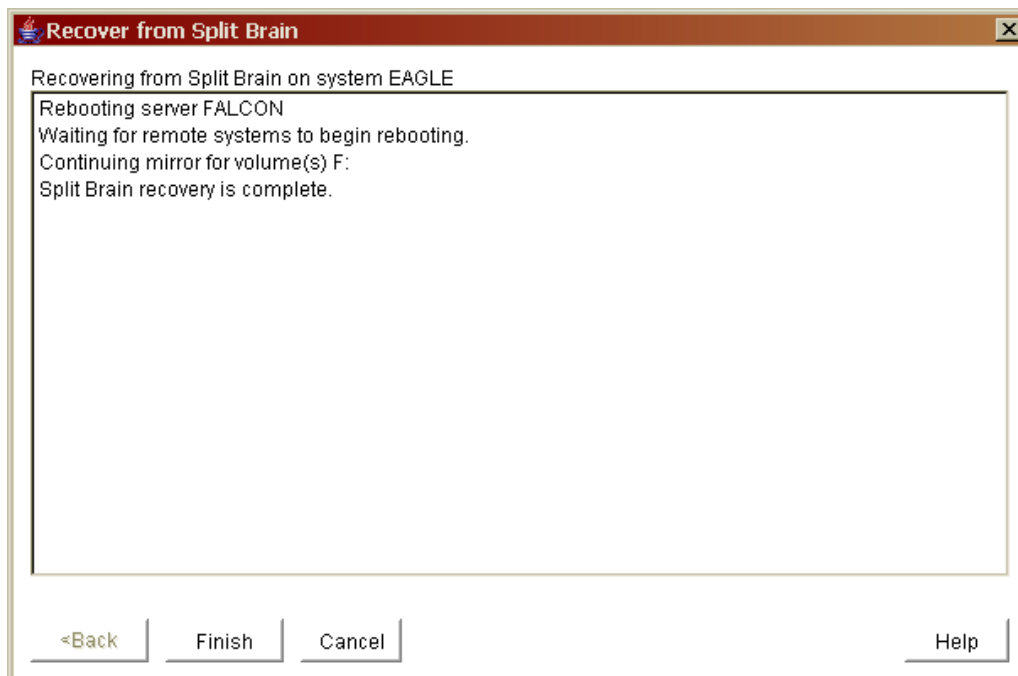 Recover from Split Brain
Recovering from Split Brain on system EAGLE
Rebooting server FALCON
Waiting for remote systems to begin rebooting.
Continuing mirror for volume(s) F:
Split Brain recovery is complete.
<Back Finish Cancel Help